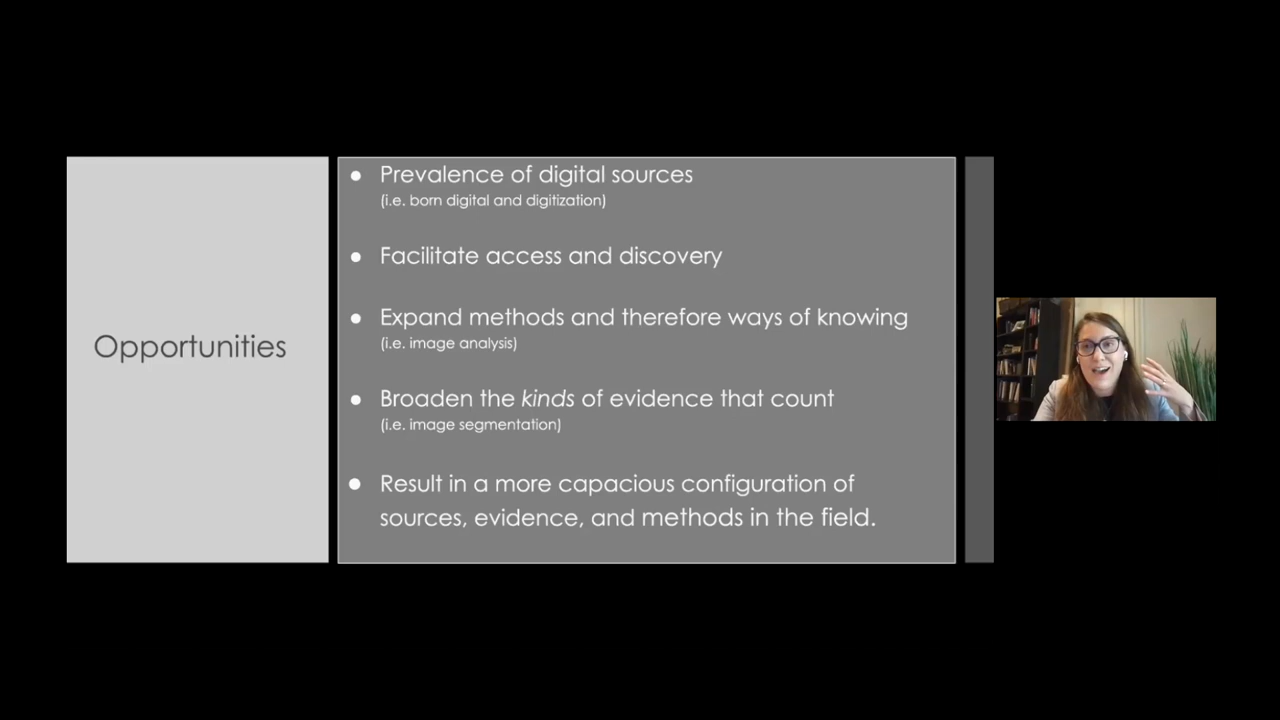 Opportunities
● Prevalence of digital sources
(i.e. born digital and digitization)
● Facilitate access and discovery
● Expand methods and therefore ways of knowing
(i.e. image analysis)
● Broaden the kinds of evidence that count
(i.e. image segmentation)
● Result in a more capacious configuration of
sources, evidence, and methods in the field.